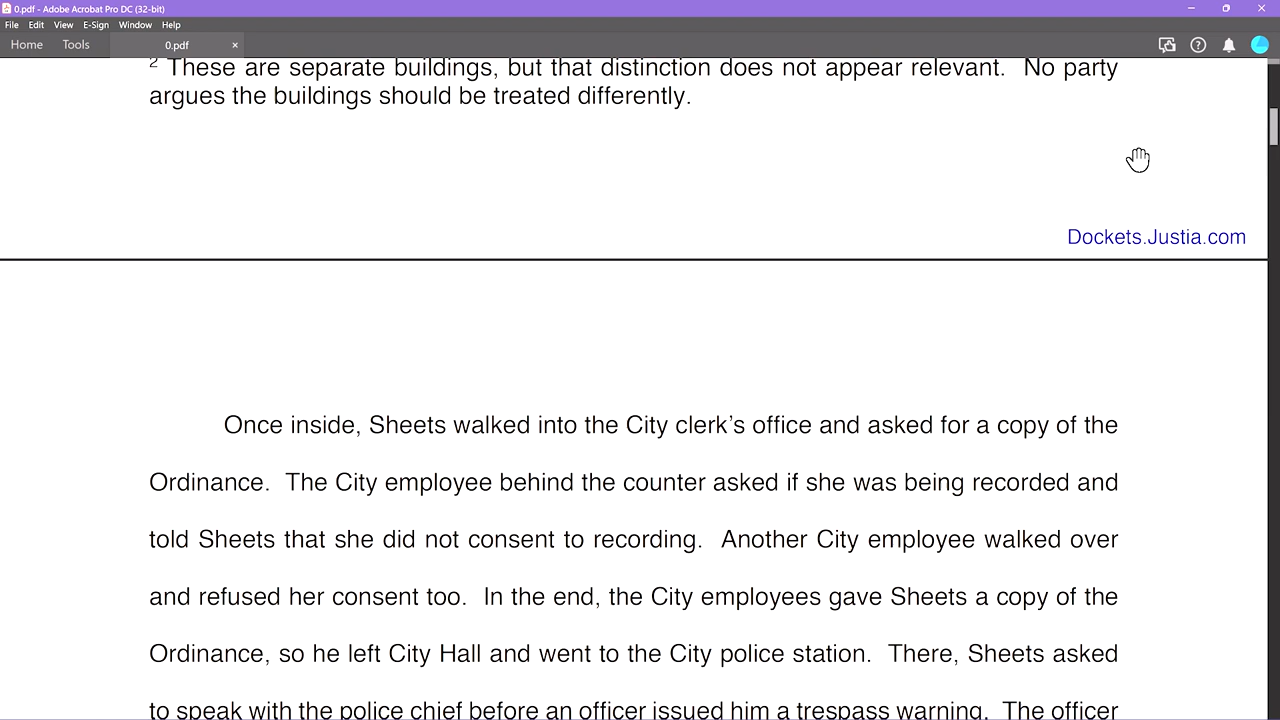 0.pdf - Adobe Acrobat Pro DC (32-bit)
File Edit View E-Sign Window Help
Home Tools 0.pdf ×
2 These are separate buildings, but that distinction does not appear relevant. No party
argues the buildings should be treated differently.
Dockets.Justia.com
Once inside, Sheets walked into the City clerk's office and asked for a copy of the
Ordinance. The City employee behind the counter asked if she was being recorded and
told Sheets that she did not consent to recording. Another City employee walked over
and refused her consent too. In the end, the City employees gave Sheets a copy of the
Ordinance, so he left City Hall and went to the City police station. There, Sheets asked
to speak with the police chief before an officer issued him a trespass warning. The officer